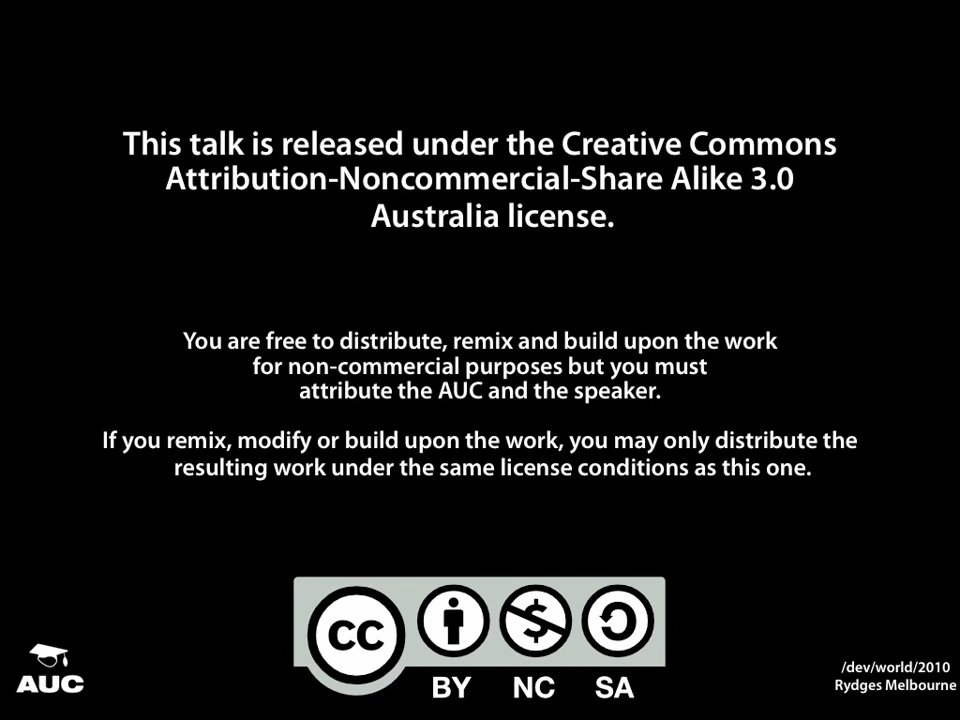 This talk is released under the Creative Commons
Attribution-Noncommercial-Share Alike 3.0
Australia license.
You are free to distribute, remix and build upon the work
for non-commercial purposes but you must
attribute the AUC and the speaker.
If you remix, modify or build upon the work, you may only distribute the
resulting work under the same license conditions as this one.
CC
BY NC SA
AUC
/dev/world/2010
Rydges Melbourne